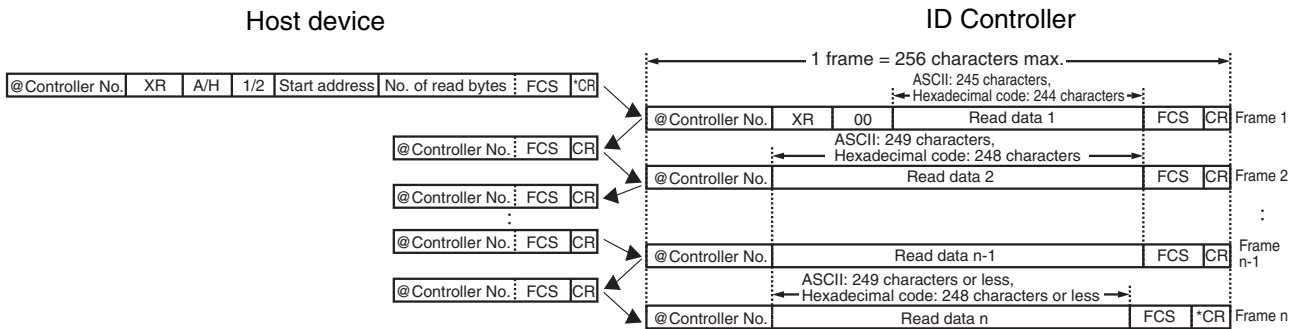 Host device
ID Controller
1 frame = 256 characters max.
ASCII: 245 characters,
Hexadecimal code: 244 characters
@Controller No. XR A/H 1/2 Start address No. of read bytes FCS *CR
@Controller No. XR 00 Read data 1 FCS CR Frame 1
ASCII: 249 characters,
Hexadecimal code: 248 characters
@Controller No. FCS CR
@Controller No. Read data 2 FCS CR Frame 2
@Controller No. FCS CR
:
:
@Controller No. FCS CR
@Controller No. Read data n-1 FCS CR Frame
n-1
ASCII: 249 characters or less,
Hexadecimal code: 248 characters or less
@Controller No. FCS CR
@Controller No. Read data n FCS *CR Frame n